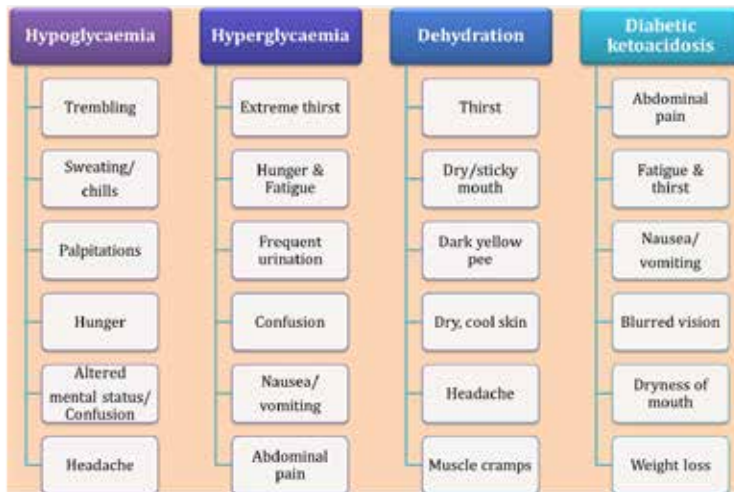 Hypoglycaemia
Trembling
Sweating/
chills
Palpitations
Hunger
Altered
mental status/
Confusion
Headache
Hyperglycaemia
Extreme thirst
Hunger &
Fatigue
Frequent
urination
Confusion
Nausea/
vomiting
Abdominal
pain
Dehydration
Thirst
Dry/sticky
mouth
Dark yellow
pee
Dry, cool skin
Headache
Muscle cramps
Diabetic
ketoacidosis
Abdominal
pain
Fatigue &
thirst
Nausea/
vomiting
Blurred vision
Dryness of
mouth
Weight loss